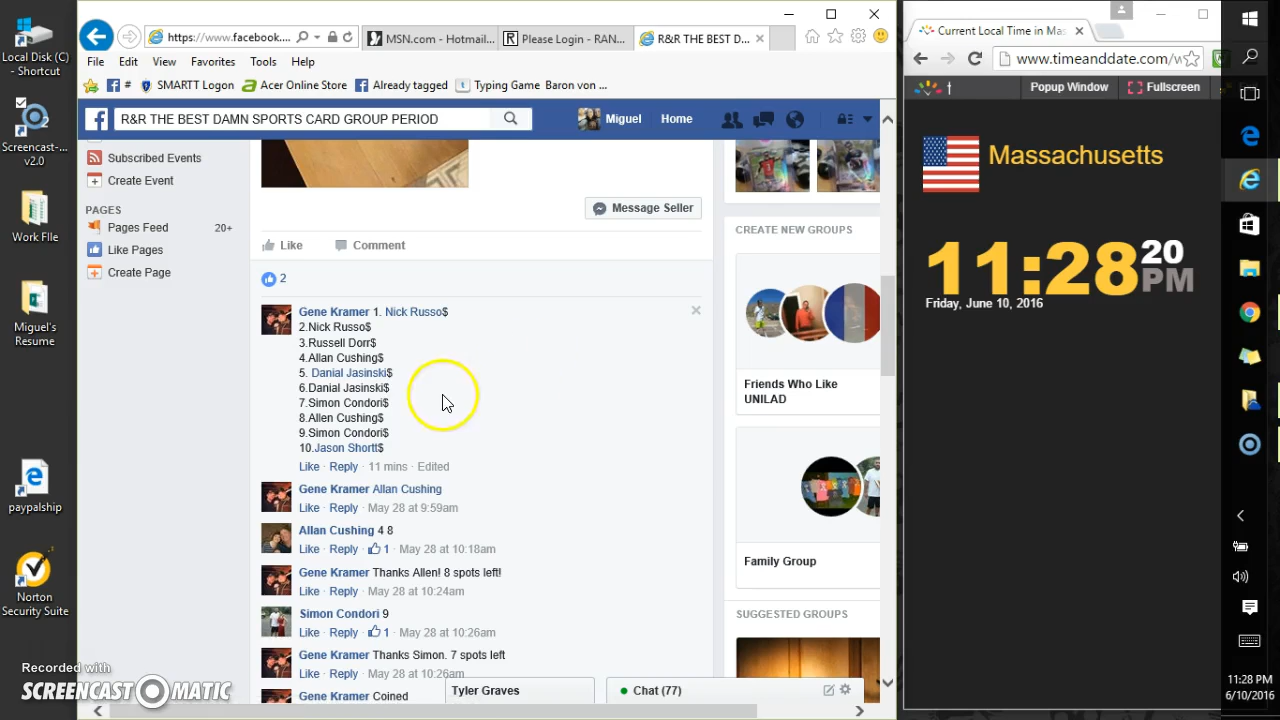 Local Disk (C)
- Shortcut
Screencast-...
v2.0
Work FIle
Miguel's
Resume
paypalship
Norton
Security Suite
https://www.facebook....
MSN.com - Hotmail...
Please Login - RAN...
R&R THE BEST D...
File Edit View Favorites Tools Help
f # SMARTT Logon Acer Online Store Already tagged Typing Game Baron von ...
R&R THE BEST DAMN SPORTS CARD GROUP PERIOD
Miguel Home
Subscribed Events
Create Event
PAGES
Pages Feed 20+
Like Pages
Create Page
Message Seller
Like Comment
2
Gene Kramer 1. Nick Russo$
2.Nick Russo$
3.Russell Dorr$
4.Allan Cushing$
5. Danial Jasinski$
6.Danial Jasinski$
7.Simon Condori$
8.Allen Cushing$
9.Simon Condori$
10.Jason Shortt$
Like · Reply · 11 mins · Edited
Gene Kramer Allan Cushing
Like · Reply · May 28 at 9:59am
Allan Cushing 4 8
Like · Reply · 1 · May 28 at 10:18am
Gene Kramer Thanks Allen! 8 spots left!
Like · Reply · May 28 at 10:24am
Simon Condori 9
Like · Reply · 1 · May 28 at 10:26am
Gene Kramer Thanks Simon. 7 spots left
Like · Reply · May 28 at 10:26am
Gene Kramer Coined
CREATE NEW GROUPS
Friends Who Like
UNILAD
Family Group
SUGGESTED GROUPS
Tyler Graves
Chat (77)
Current Local Time in Mas
www.timeanddate.com/w
Popup Window Fullscreen
Massachusetts
11:28 20 PM
Friday, June 10, 2016
11:28 PM
6/10/2016
Recorded with
SCREENCAST-O-MATIC